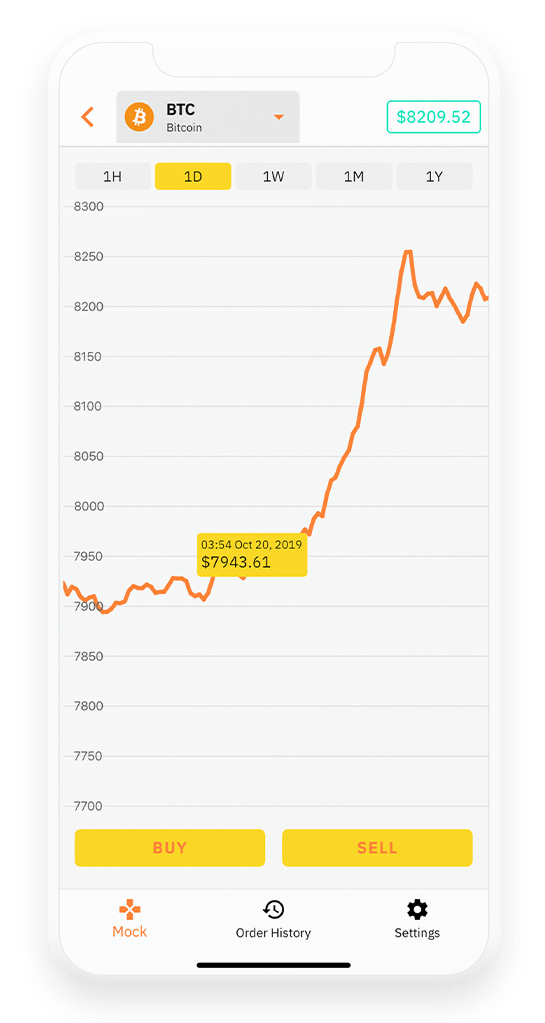 BTC
Bitcoin
$8209.52
1H 1D 1W 1M 1Y
8300
8250
8200
8150
8100
8050
8000
7950
03:54 Oct 20, 2019
$7943.61
7900
7850
7800
7750
7700
BUY SELL
Mock Order History Settings